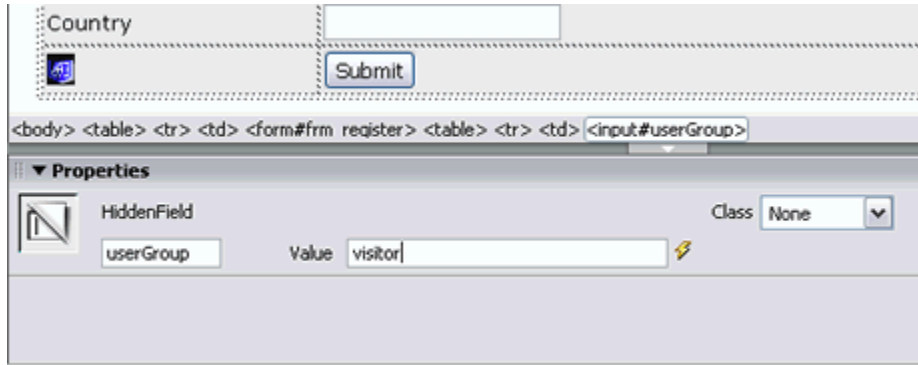 Country
Submit
<body> <table> <tr> <td> <form#frm_register> <table> <tr> <td> <input#userGroup>
Properties
HiddenField
Class None
userGroup Value visitor